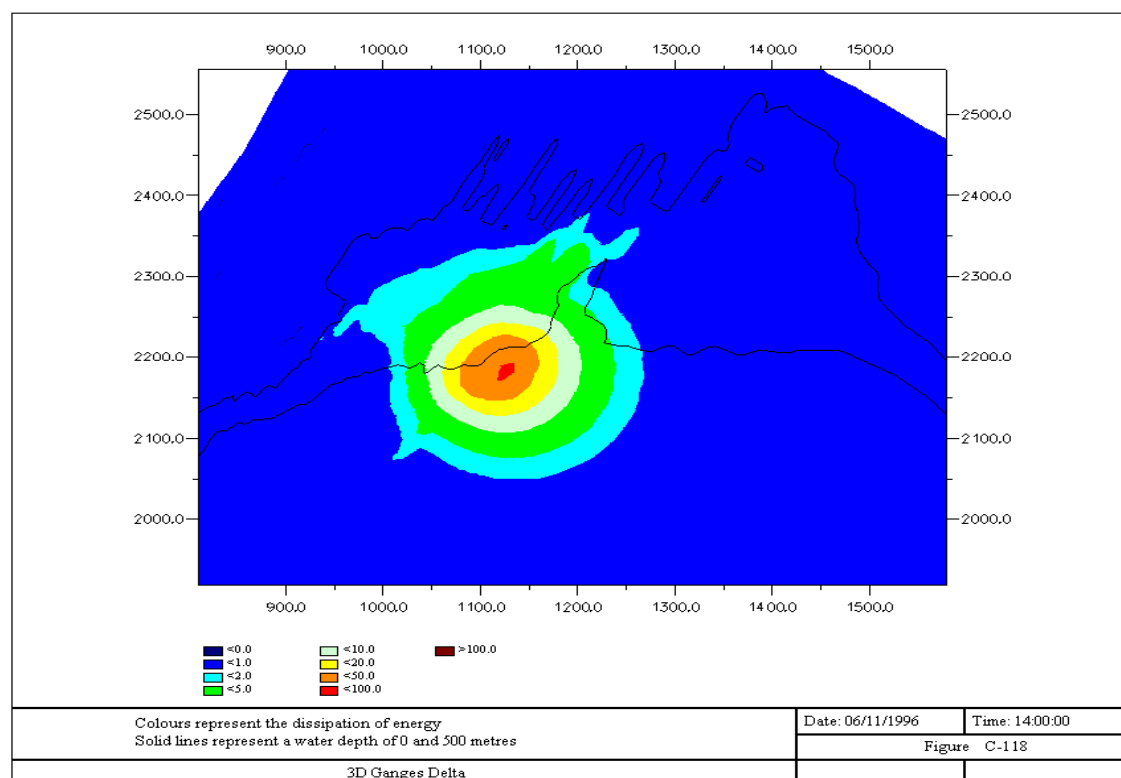 900.0 1000.0 1100.0 1200.0 1300.0 1400.0 1500.0
2500.0 2500.0
2400.0 2400.0
2300.0 2300.0
2200.0 2200.0
2100.0 2100.0
2000.0 2000.0
900.0 1000.0 1100.0 1200.0 1300.0 1400.0 1500.0
<0.0 <10.0 >100.0
<1.0 <20.0
<2.0 <50.0
<5.0 <100.0
Colours represent the dissipation of energy
Solid lines represent a water depth of 0 and 500 metres
Date: 06/11/1996 Time: 14:00:00
Figure C-118
3D Ganges Delta